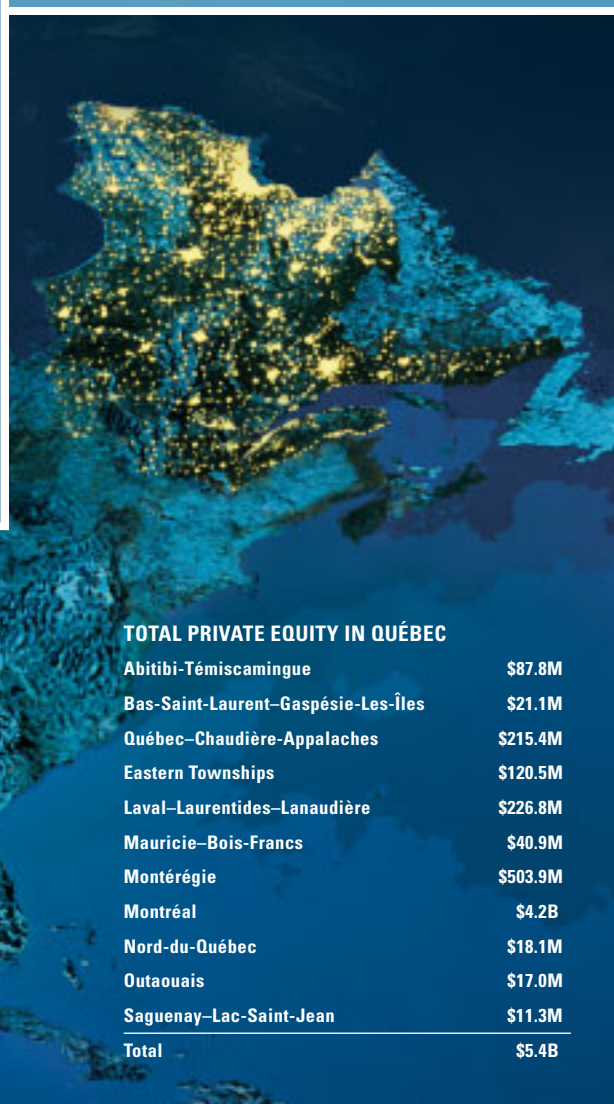 TOTAL PRIVATE EQUITY IN QUÉBEC
Abitibi-Témiscamingue $87.8M
Bas-Saint-Laurent–Gaspésie-Les-Îles $21.1M
Québec–Chaudière-Appalaches $215.4M
Eastern Townships $120.5M
Laval–Laurentides–Lanaudière $226.8M
Mauricie–Bois-Francs $40.9M
Montérégie $503.9M
Montréal $4.2B
Nord-du-Québec $18.1M
Outaouais $17.0M
Saguenay–Lac-Saint-Jean $11.3M
Total $5.4B